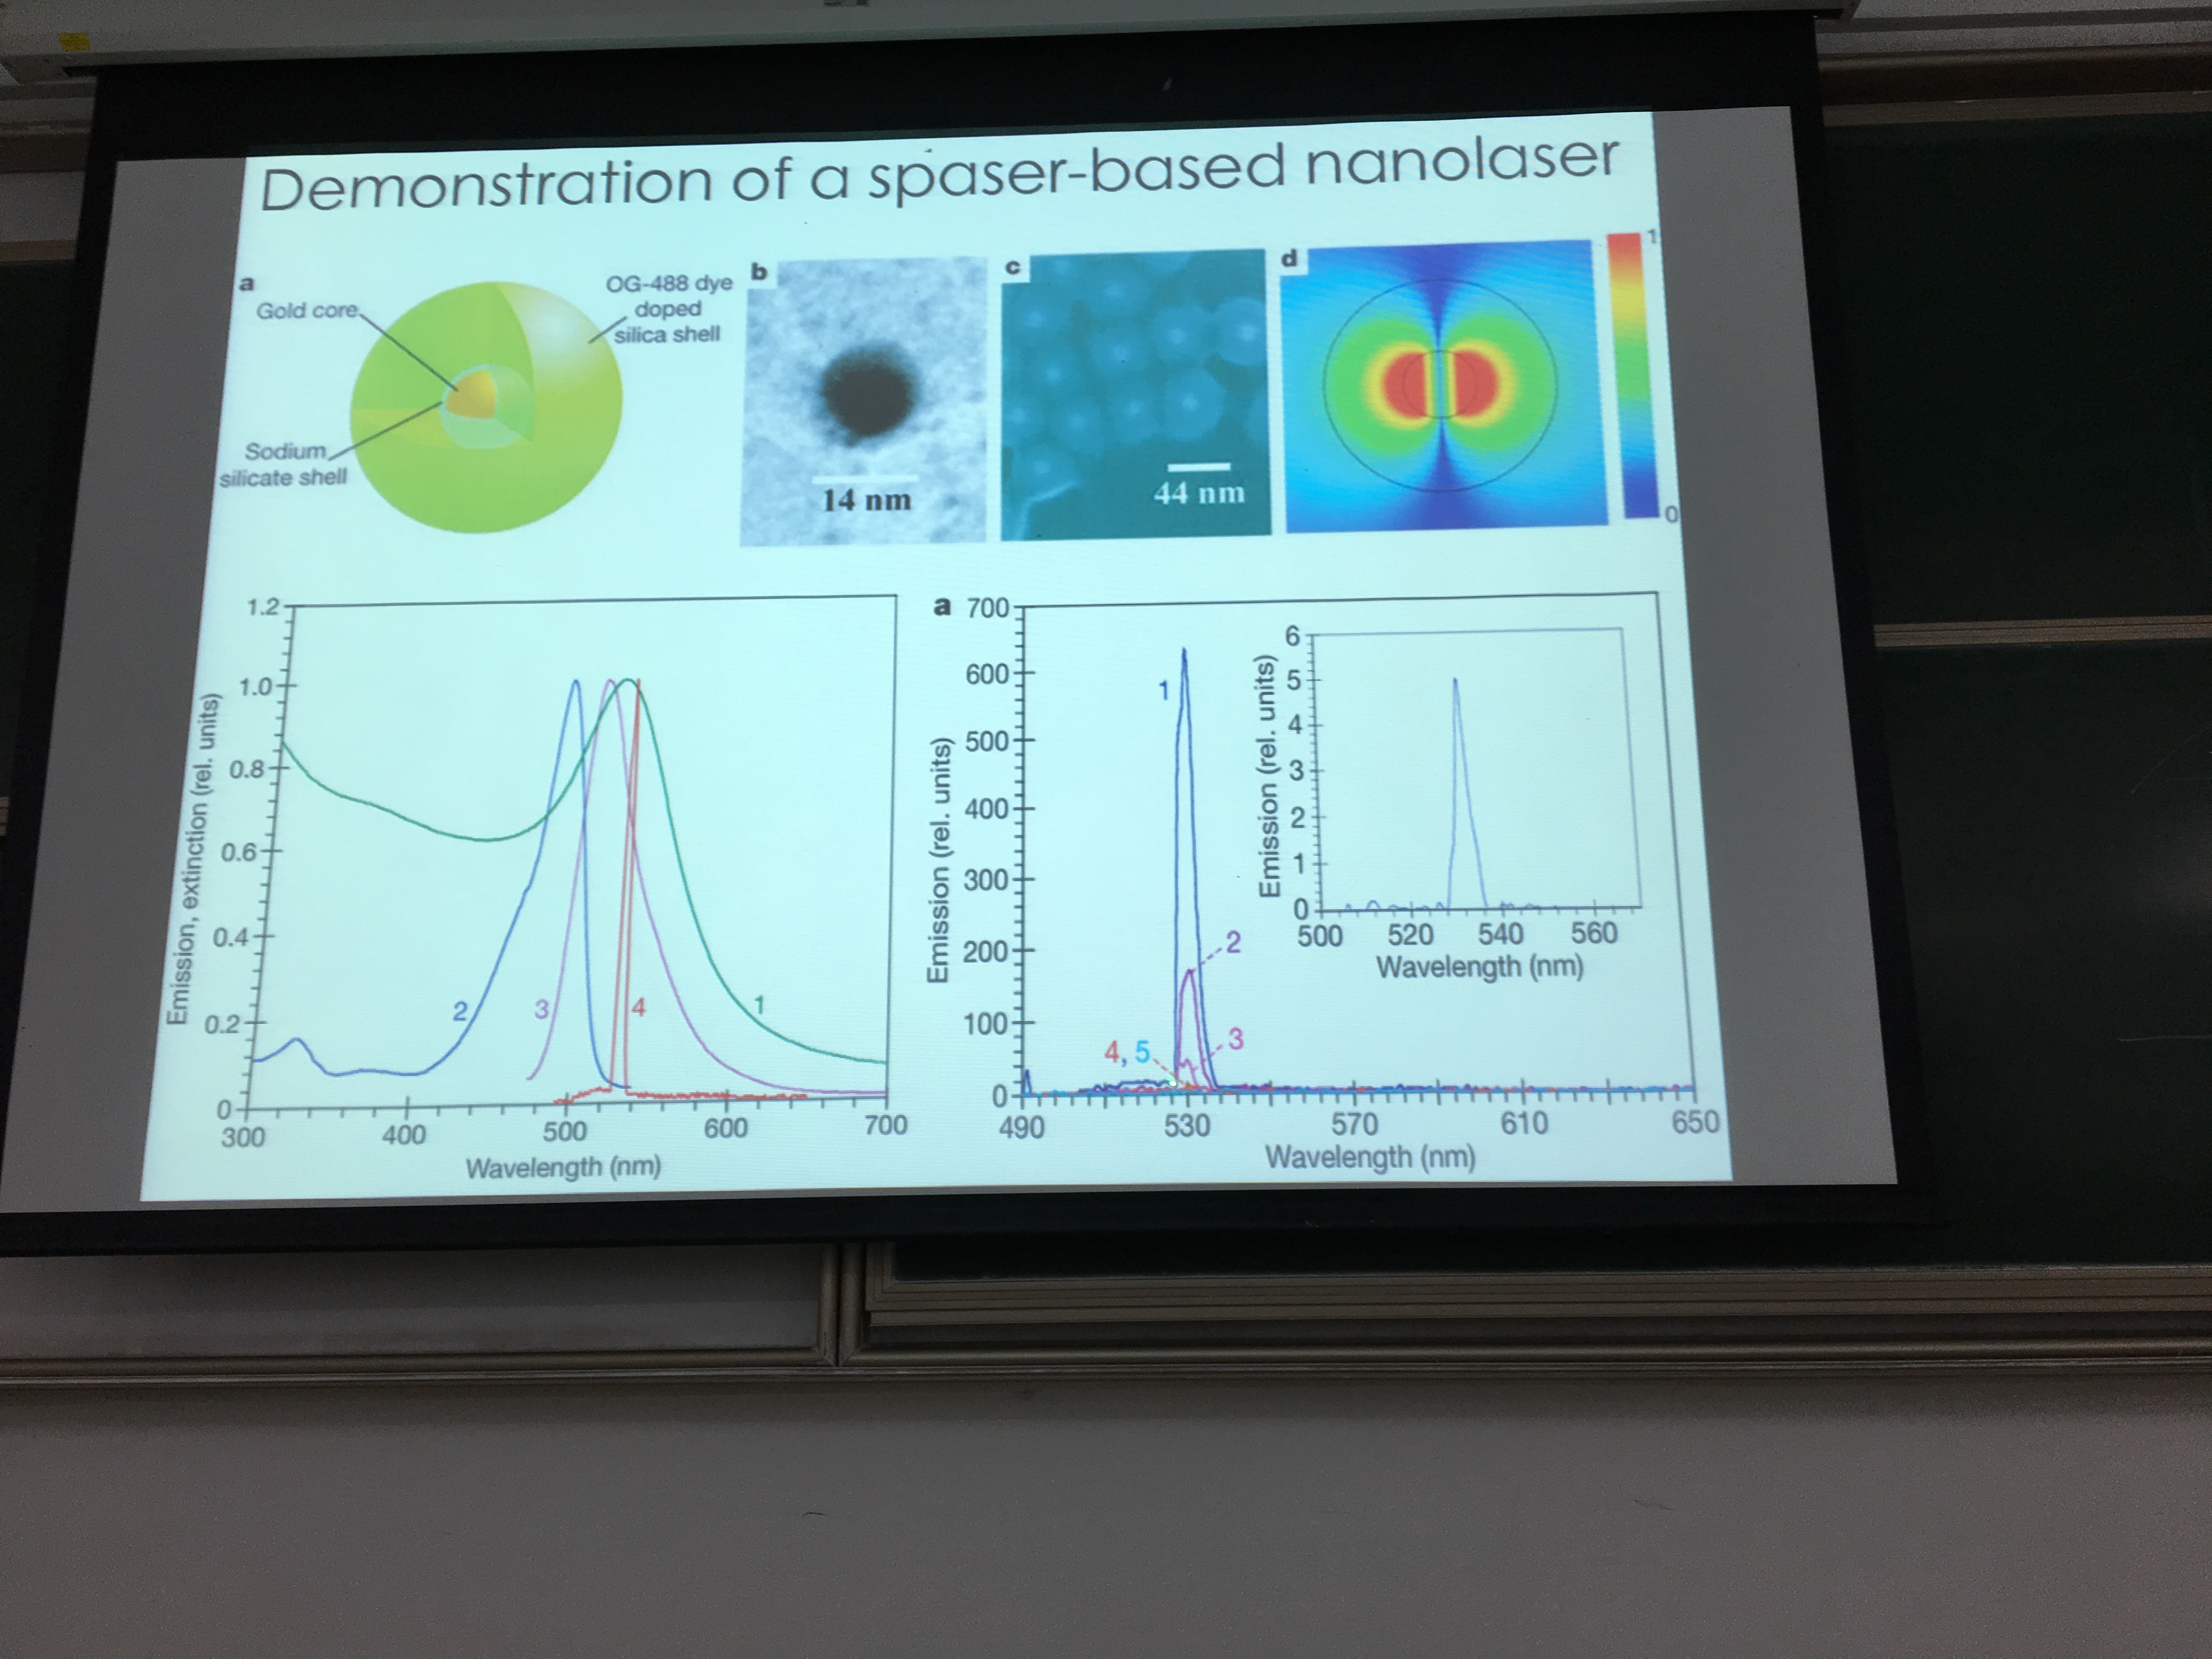 Demonstration of a spaser-based nanolaser
a
Gold core
OG-488 dye
doped
silica shell
Sodium
silicate shell
b
14 nm
c
44 nm
d
1
0
Emission, extinction (rel. units)
1.2
1.0
0.8
0.6
0.4
0.2
0
2
3
4
1
300
400
500
600
700
Wavelength (nm)
a
Emission (rel. units)
700
600
500
400
300
200
100
0
1
2
3
4, 5
490
530
570
610
650
Wavelength (nm)
Emission (rel. units)
6
5
4
3
2
1
0
500
520
540
560
Wavelength (nm)